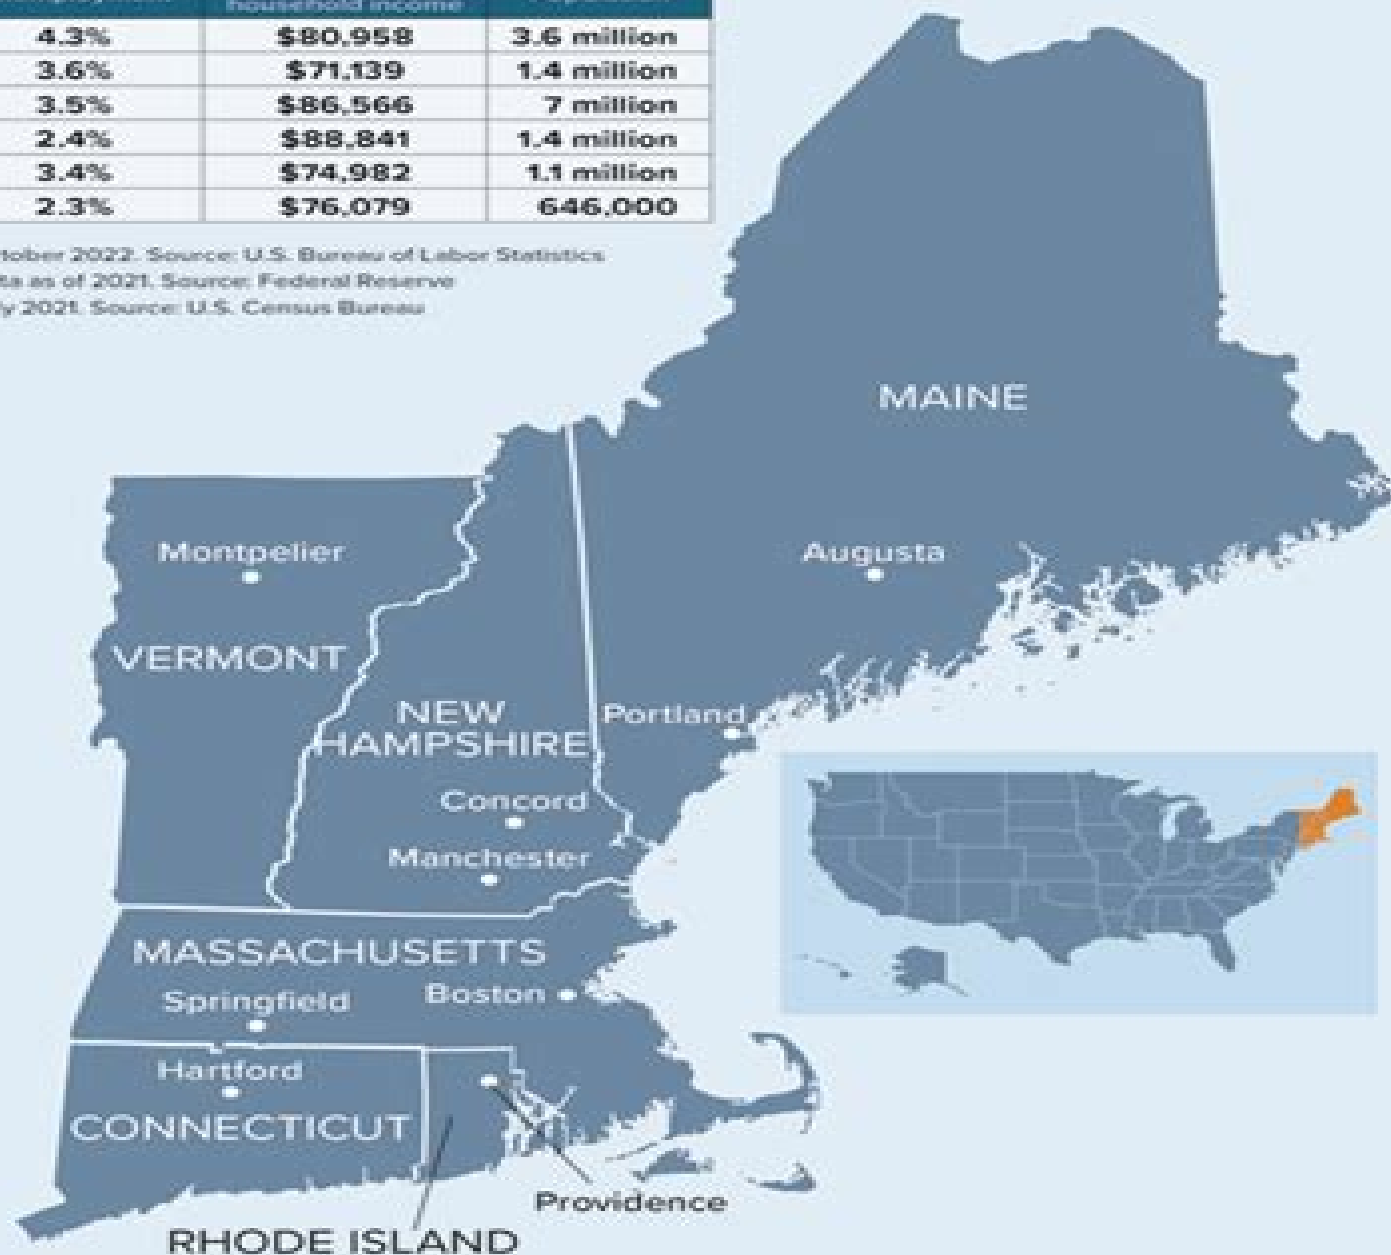 household income
4.3% $80,958 3.6 million
3.6% $71,139 1.4 million
3.5% $86,566 7 million
2.4% $88,841 1.4 million
3.4% $74,982 1.1 million
2.3% $76,079 646,000
tober 2022. Source: U.S. Bureau of Labor Statistics
ta as of 2021. Source: Federal Reserve
y 2021. Source: U.S. Census Bureau
MAINE
Montpelier
Augusta
VERMONT
NEW
HAMPSHIRE
Portland
Concord
Manchester
MASSACHUSETTS
Springfield
Boston
Hartford
CONNECTICUT
Providence
RHODE ISLAND